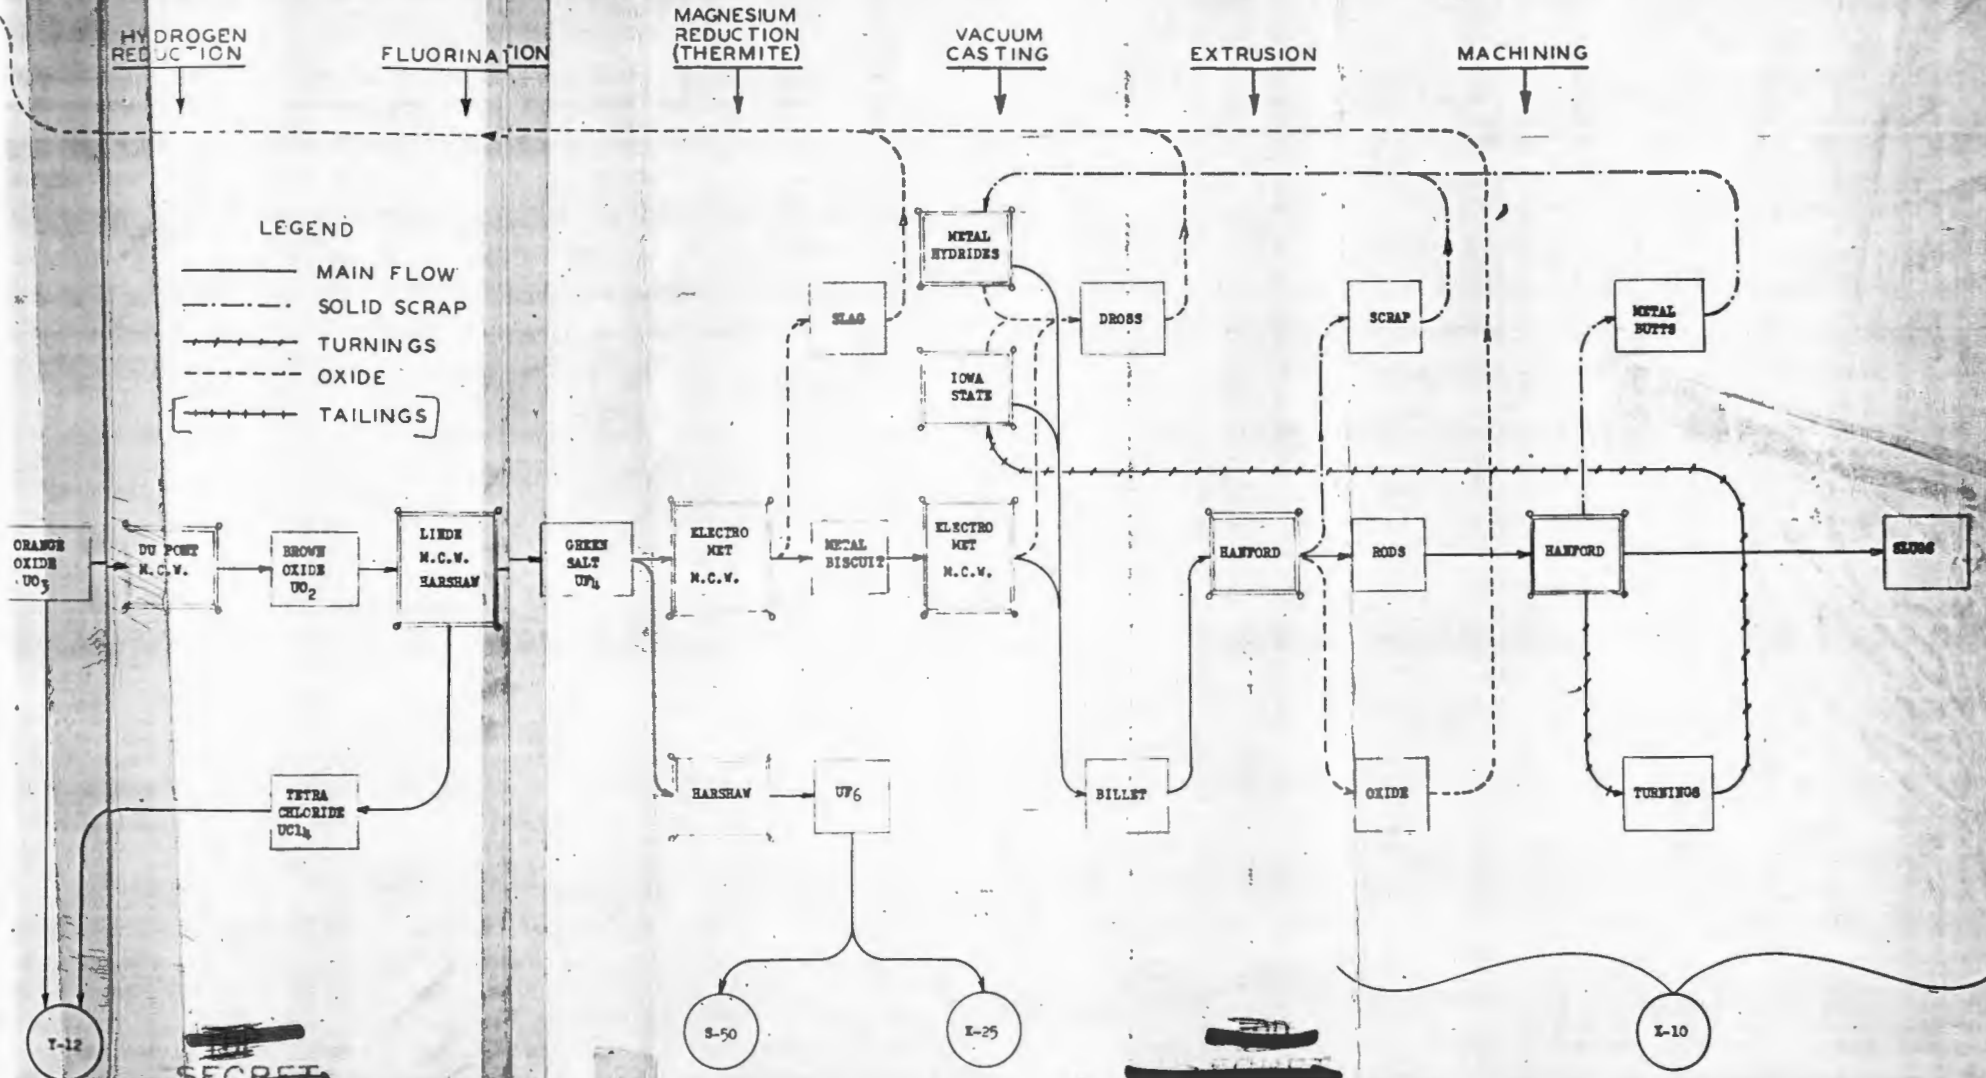 HYDROGEN
REDUCTION
FLUORINATION
MAGNESIUM
REDUCTION
(THERMITE)
VACUUM
CASTING
EXTRUSION
MACHINING
LEGEND
MAIN FLOW
SOLID SCRAP
TURNINGS
OXIDE
TAILINGS
METAL
HYDRIDES
SLAG
DROSS
SCRAP
METAL
BUTTS
IOWA
STATE
ORANGE
OXIDE
UO3
DU PONT
M.C.W.
BROWN
OXIDE
UO2
LINDE
M.C.W.
HARSHAW
GREEN
SALT
UF4
ELECTRO
MET
M.C.W.
METAL
BISCUIT
ELECTRO
MET
M.C.W.
HANFORD
RODS
HANFORD
SLUGS
TETRA
CHLORIDE
UCl4
HARSHAW
UF6
BILLET
OXIDE
TURNINGS
Y-12
S-50
K-25
X-10
SECRET